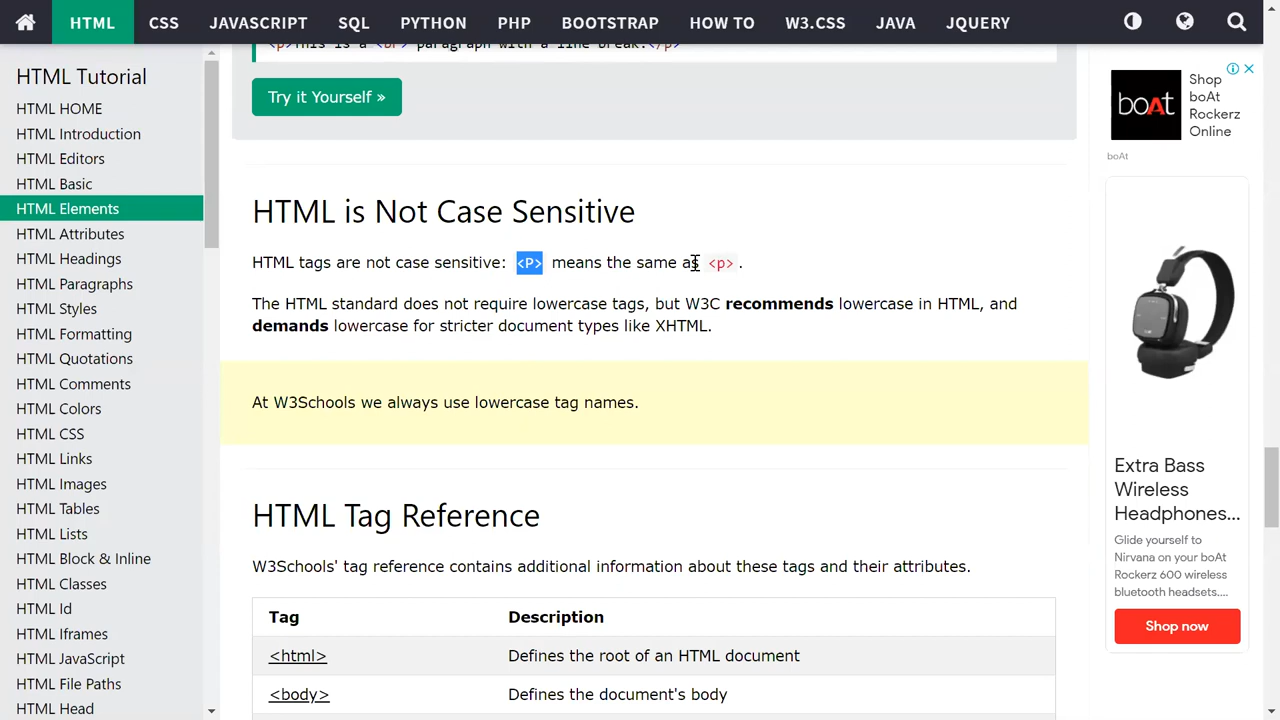 HTML
CSS
JAVASCRIPT
SQL
PYTHON
PHP
BOOTSTRAP
HOW TO
W3.CSS
JAVA
JQUERY
HTML Tutorial
HTML HOME
HTML Introduction
HTML Editors
HTML Basic
HTML Elements
HTML Attributes
HTML Headings
HTML Paragraphs
HTML Styles
HTML Formatting
HTML Quotations
HTML Comments
HTML Colors
HTML CSS
HTML Links
HTML Images
HTML Tables
HTML Lists
HTML Block & Inline
HTML Classes
HTML Id
HTML Iframes
HTML JavaScript
HTML File Paths
HTML Head
<p>This is a <br> paragraph with a line break.</p>
Try it Yourself »
HTML is Not Case Sensitive
HTML tags are not case sensitive: <P> means the same as <p>.
The HTML standard does not require lowercase tags, but W3C recommends lowercase in HTML, and
demands lowercase for stricter document types like XHTML.
At W3Schools we always use lowercase tag names.
HTML Tag Reference
W3Schools' tag reference contains additional information about these tags and their attributes.
Tag Description
<html> Defines the root of an HTML document
<body> Defines the document's body
boAt
Shop
boAt
Rockerz
Online
boAt
Extra Bass
Wireless
Headphones...
Glide yourself to
Nirvana on your boAt
Rockerz 600 wireless
bluetooth headsets....
Shop now